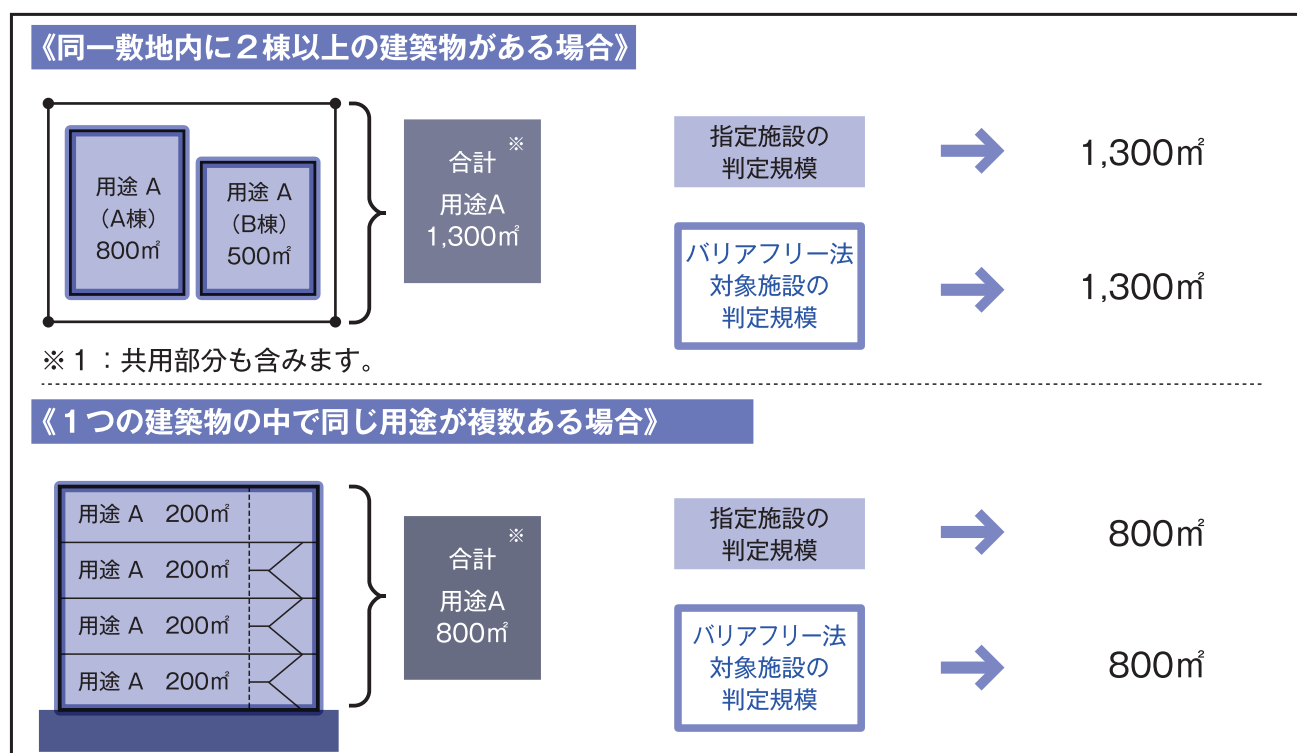 《同一敷地内に２棟以上の建築物がある場合》
用途 A
（A棟）
800㎡
用途 A
（B棟）
500㎡
※
合計
用途A
1,300㎡
指定施設の
判定規模
1,300㎡
バリアフリー法
対象施設の
判定規模
1,300㎡
※１：共用部分も含みます。
《１つの建築物の中で同じ用途が複数ある場合》
用途 A　200㎡
用途 A　200㎡
用途 A　200㎡
用途 A　200㎡
※
合計
用途A
800㎡
指定施設の
判定規模
800㎡
バリアフリー法
対象施設の
判定規模
800㎡